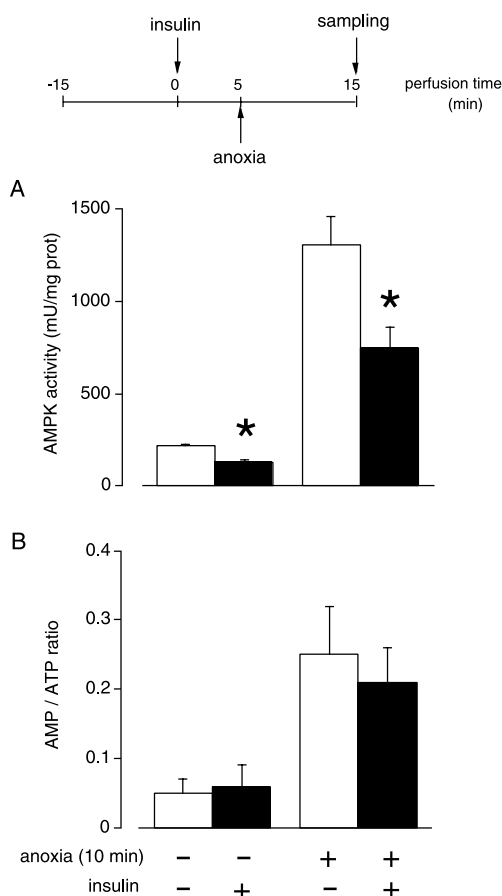 insulin sampling
-15 0 5 15 perfusion time
(min)
anoxia
A
1500
1000
500
0
AMPK activity (mU/mg prot)
*
*
B
0.4
0.3
0.2
0.1
0
AMP / ATP ratio
anoxia (10 min) − − + +
insulin − + − +